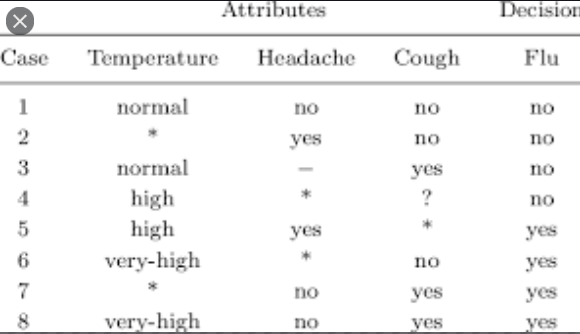 Attributes Decision
Case Temperature Headache Cough Flu
1 normal no no no
2 * yes no no
3 normal − yes no
4 high * ? no
5 high yes * yes
6 very-high * no yes
7 * no yes yes
8 very-high no yes yes